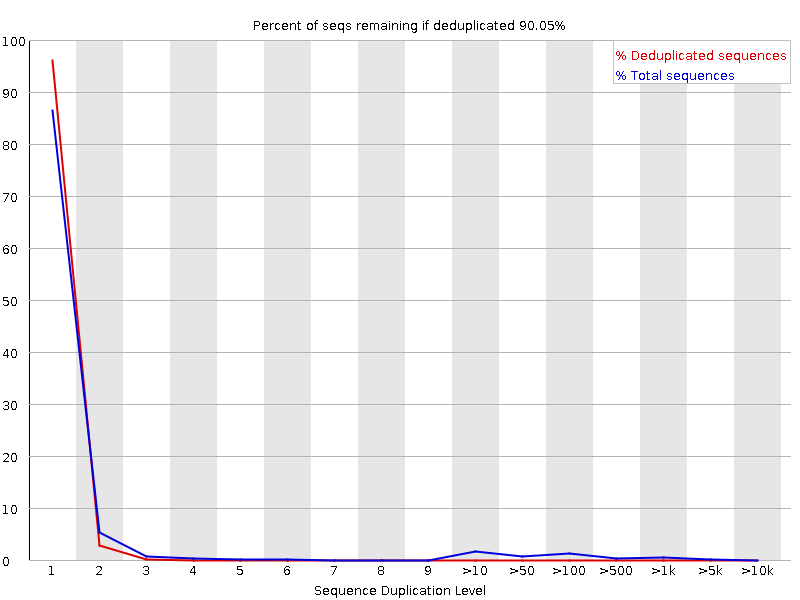 Percent of seqs remaining if deduplicated 90.05%
% Deduplicated sequences
% Total sequences
100
90
80
70
60
50
40
30
20
10
0
1 2 3 4 5 6 7 8 9 >10 >50 >100 >500 >1k >5k >10k
Sequence Duplication Level